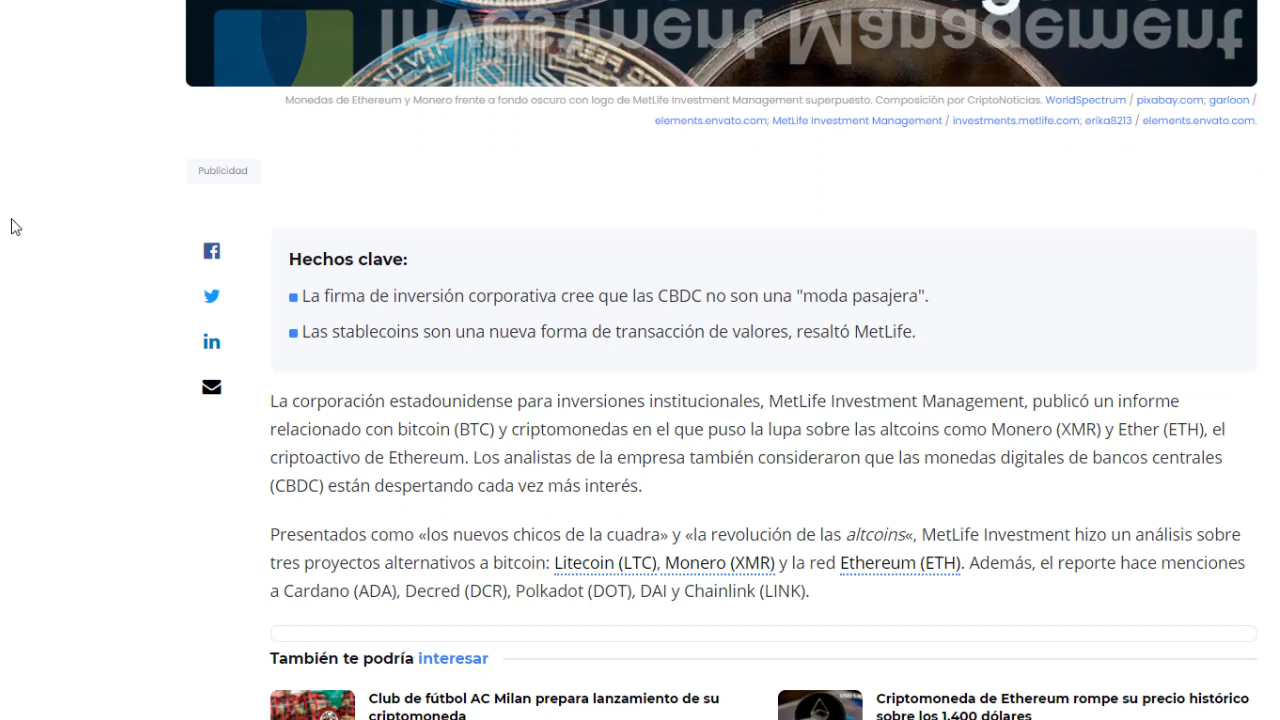 Investment Management
Monedas de Ethereum y Monero frente a fondo oscuro con logo de MetLife Investment Management superpuesto. Composición por CriptoNoticias. WorldSpectrum / pixabay.com; garloon /
elements.envato.com; MetLife Investment Management / investments.metlife.com; erika8213 / elements.envato.com.
Publicidad
Hechos clave:
La firma de inversión corporativa cree que las CBDC no son una "moda pasajera".
Las stablecoins son una nueva forma de transacción de valores, resaltó MetLife.
La corporación estadounidense para inversiones institucionales, MetLife Investment Management, publicó un informe
relacionado con bitcoin (BTC) y criptomonedas en el que puso la lupa sobre las altcoins como Monero (XMR) y Ether (ETH), el
criptoactivo de Ethereum. Los analistas de la empresa también consideraron que las monedas digitales de bancos centrales
(CBDC) están despertando cada vez más interés.
Presentados como «los nuevos chicos de la cuadra» y «la revolución de las altcoins«, MetLife Investment hizo un análisis sobre
tres proyectos alternativos a bitcoin: Litecoin (LTC), Monero (XMR) y la red Ethereum (ETH). Además, el reporte hace menciones
a Cardano (ADA), Decred (DCR), Polkadot (DOT), DAI y Chainlink (LINK).
También te podría interesar
Club de fútbol AC Milan prepara lanzamiento de su
criptomoneda
Criptomoneda de Ethereum rompe su precio histórico
sobre los 1.400 dólares